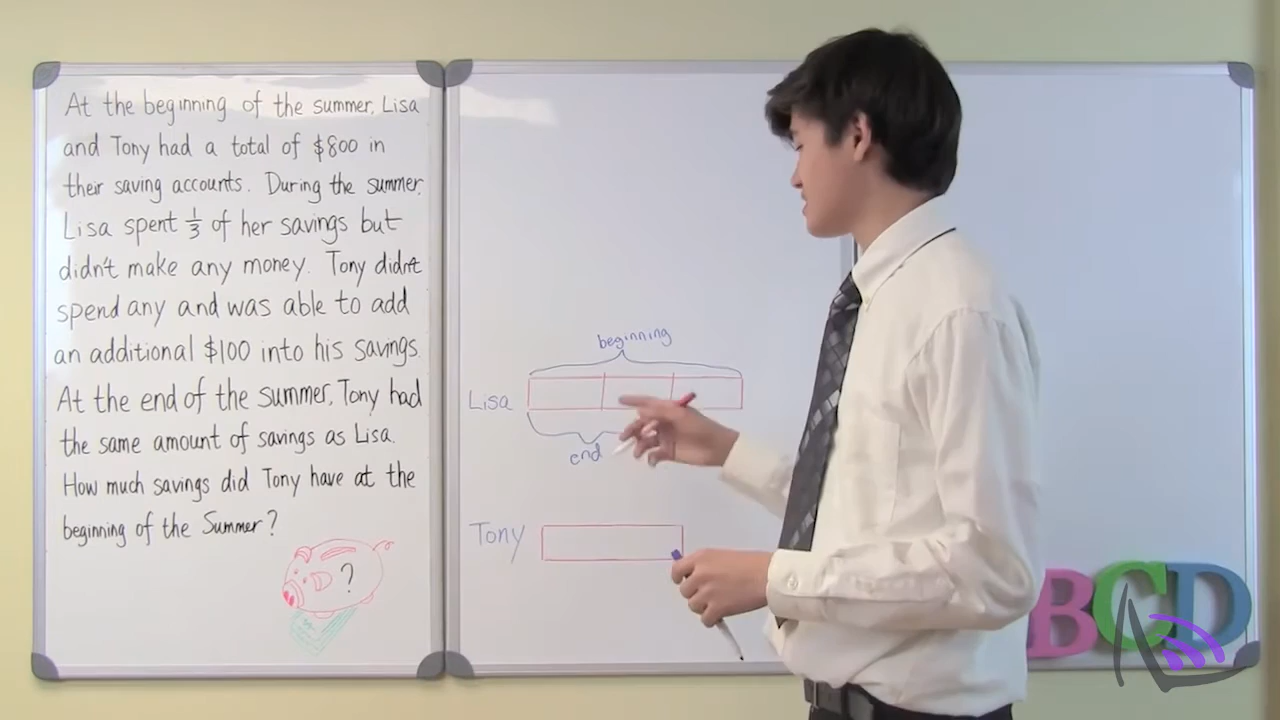 At the beginning of the summer, Lisa
and Tony had a total of $800 in
their saving accounts. During the summer,
Lisa spent 1/3 of her savings but
didn't make any money. Tony didn't
spend any and was able to add
an additional $100 into his savings.
At the end of the summer, Tony had
the same amount of savings as Lisa.
How much savings did Tony have at the
beginning of the Summer?
?
beginning
Lisa
end
Tony
BCD